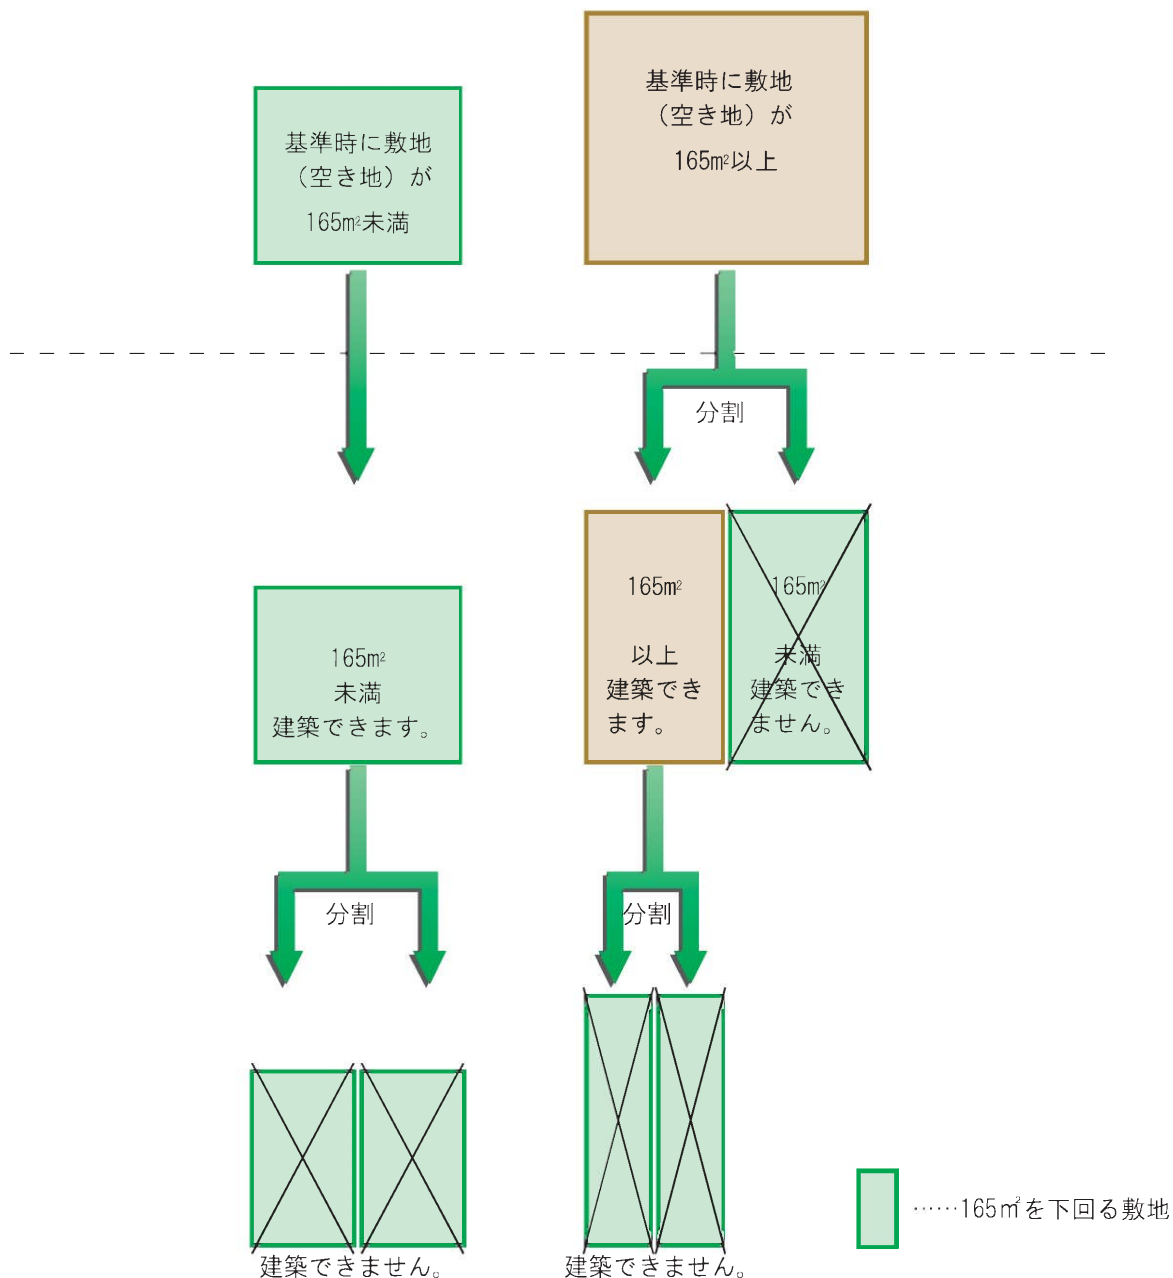 基準時に敷地
（空き地）が
165m²未満
基準時に敷地
（空き地）が
165m²以上
分割
165m²
未満
建築できます。
165m²
以上
建築でき
ます。
165m²
未満
建築でき
ません。
分割
分割
建築できません。
建築できません。
……165㎡を下回る敷地